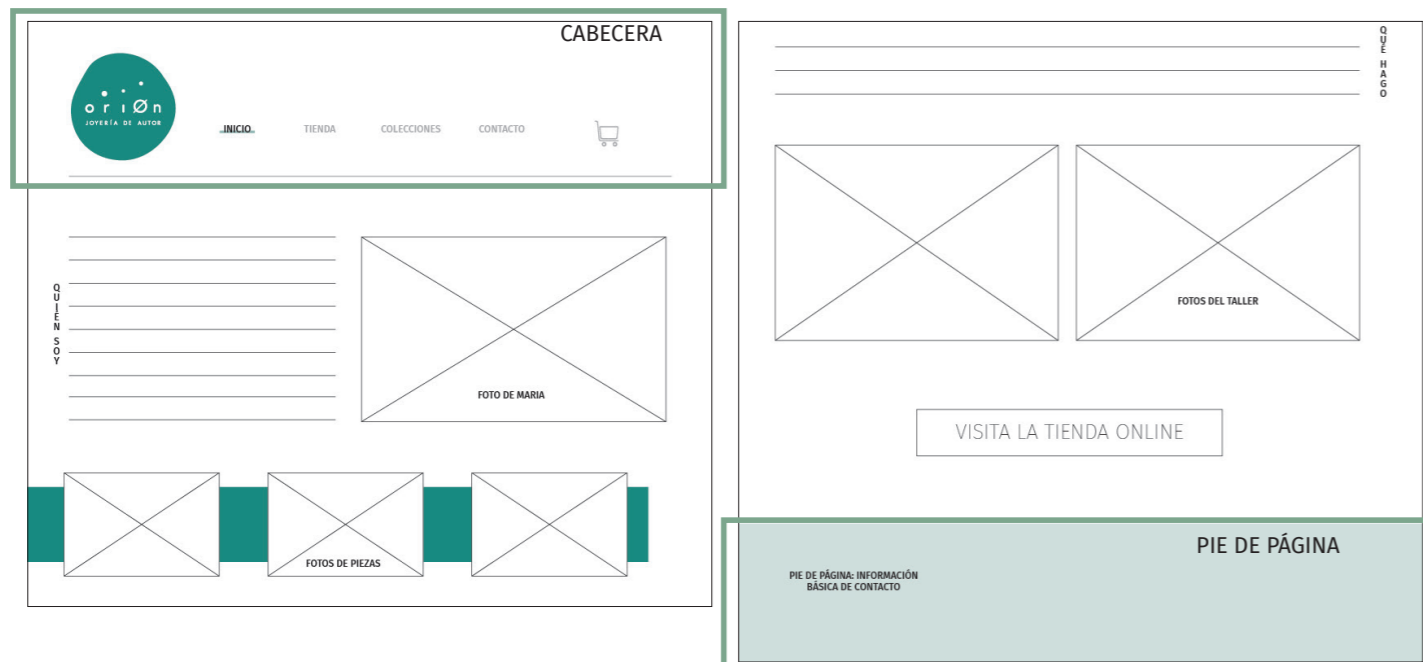 CABECERA
oriØn
JOYERÍA DE AUTOR
INICIO
TIENDA
COLECCIONES
CONTACTO
QUIÉN SOY
FOTO DE MARIA
FOTOS DE PIEZAS
QUÉ HAGO
FOTOS DEL TALLER
VISITA LA TIENDA ONLINE
PIE DE PÁGINA
PIE DE PÁGINA: INFORMACIÓN
BÁSICA DE CONTACTO